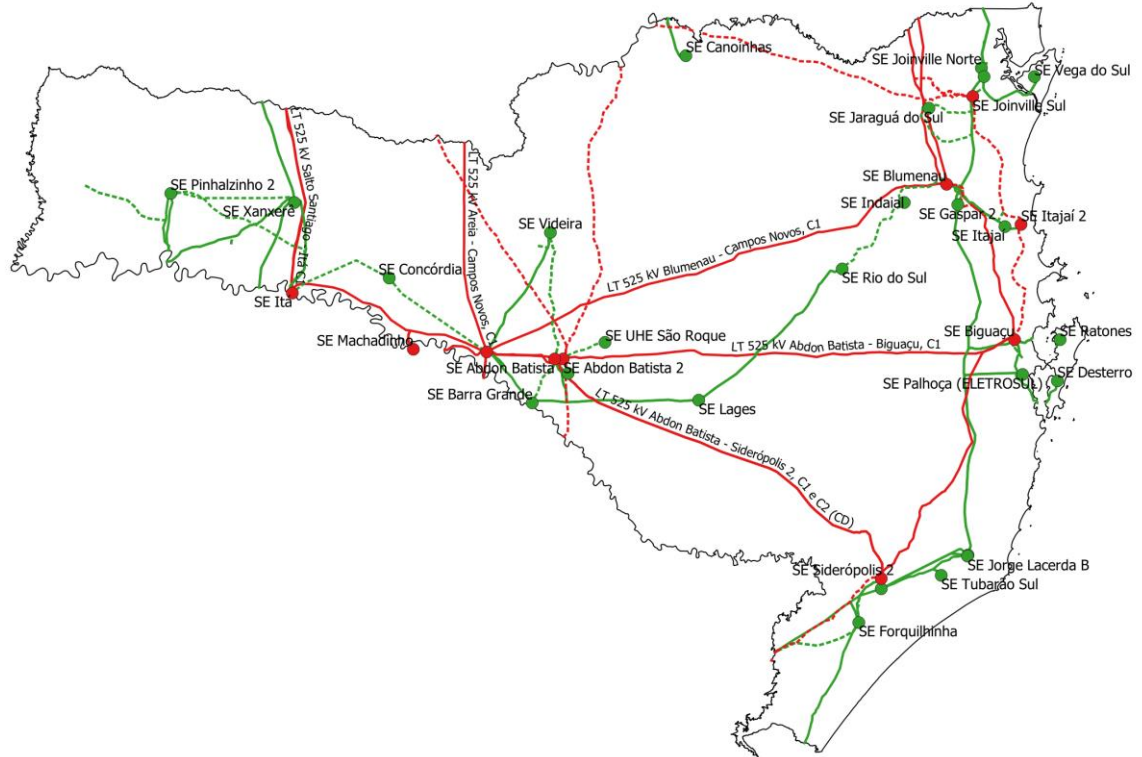 SE Canoinhas
SE Joinville Norte
SE Vega do Sul
SE Joinville Sul
SE Jaraguá do Sul
LT 525 kV Salto Santiago - Itá C1
LT 525 kV Areia - Campos Novos, C1
SE Pinhalzinho 2
SE Xanxerê
SE Blumenau
SE Indaial
SE Gaspar 2
SE Itajaí 2
SE Itajaí
SE Videira
LT 525 kV Blumenau - Campos Novos, C1
SE Concórdia
SE Rio do Sul
SE Itá
SE Machadinho
SE UHE São Roque
SE Biguaçu
SE Ratones
LT 525 kV Abdon Batista - Biguaçu, C1
SE Abdon Batista
SE Abdon Batista 2
SE Desterro
SE Palhoça (ELETROSUL)
SE Barra Grande
SE Lages
LT 525 kV Abdon Batista - Siderópolis 2, C1 e C2 (CD)
SE Jorge Lacerda B
SE Siderópolis 2
SE Tubarão Sul
SE Forquilhinha